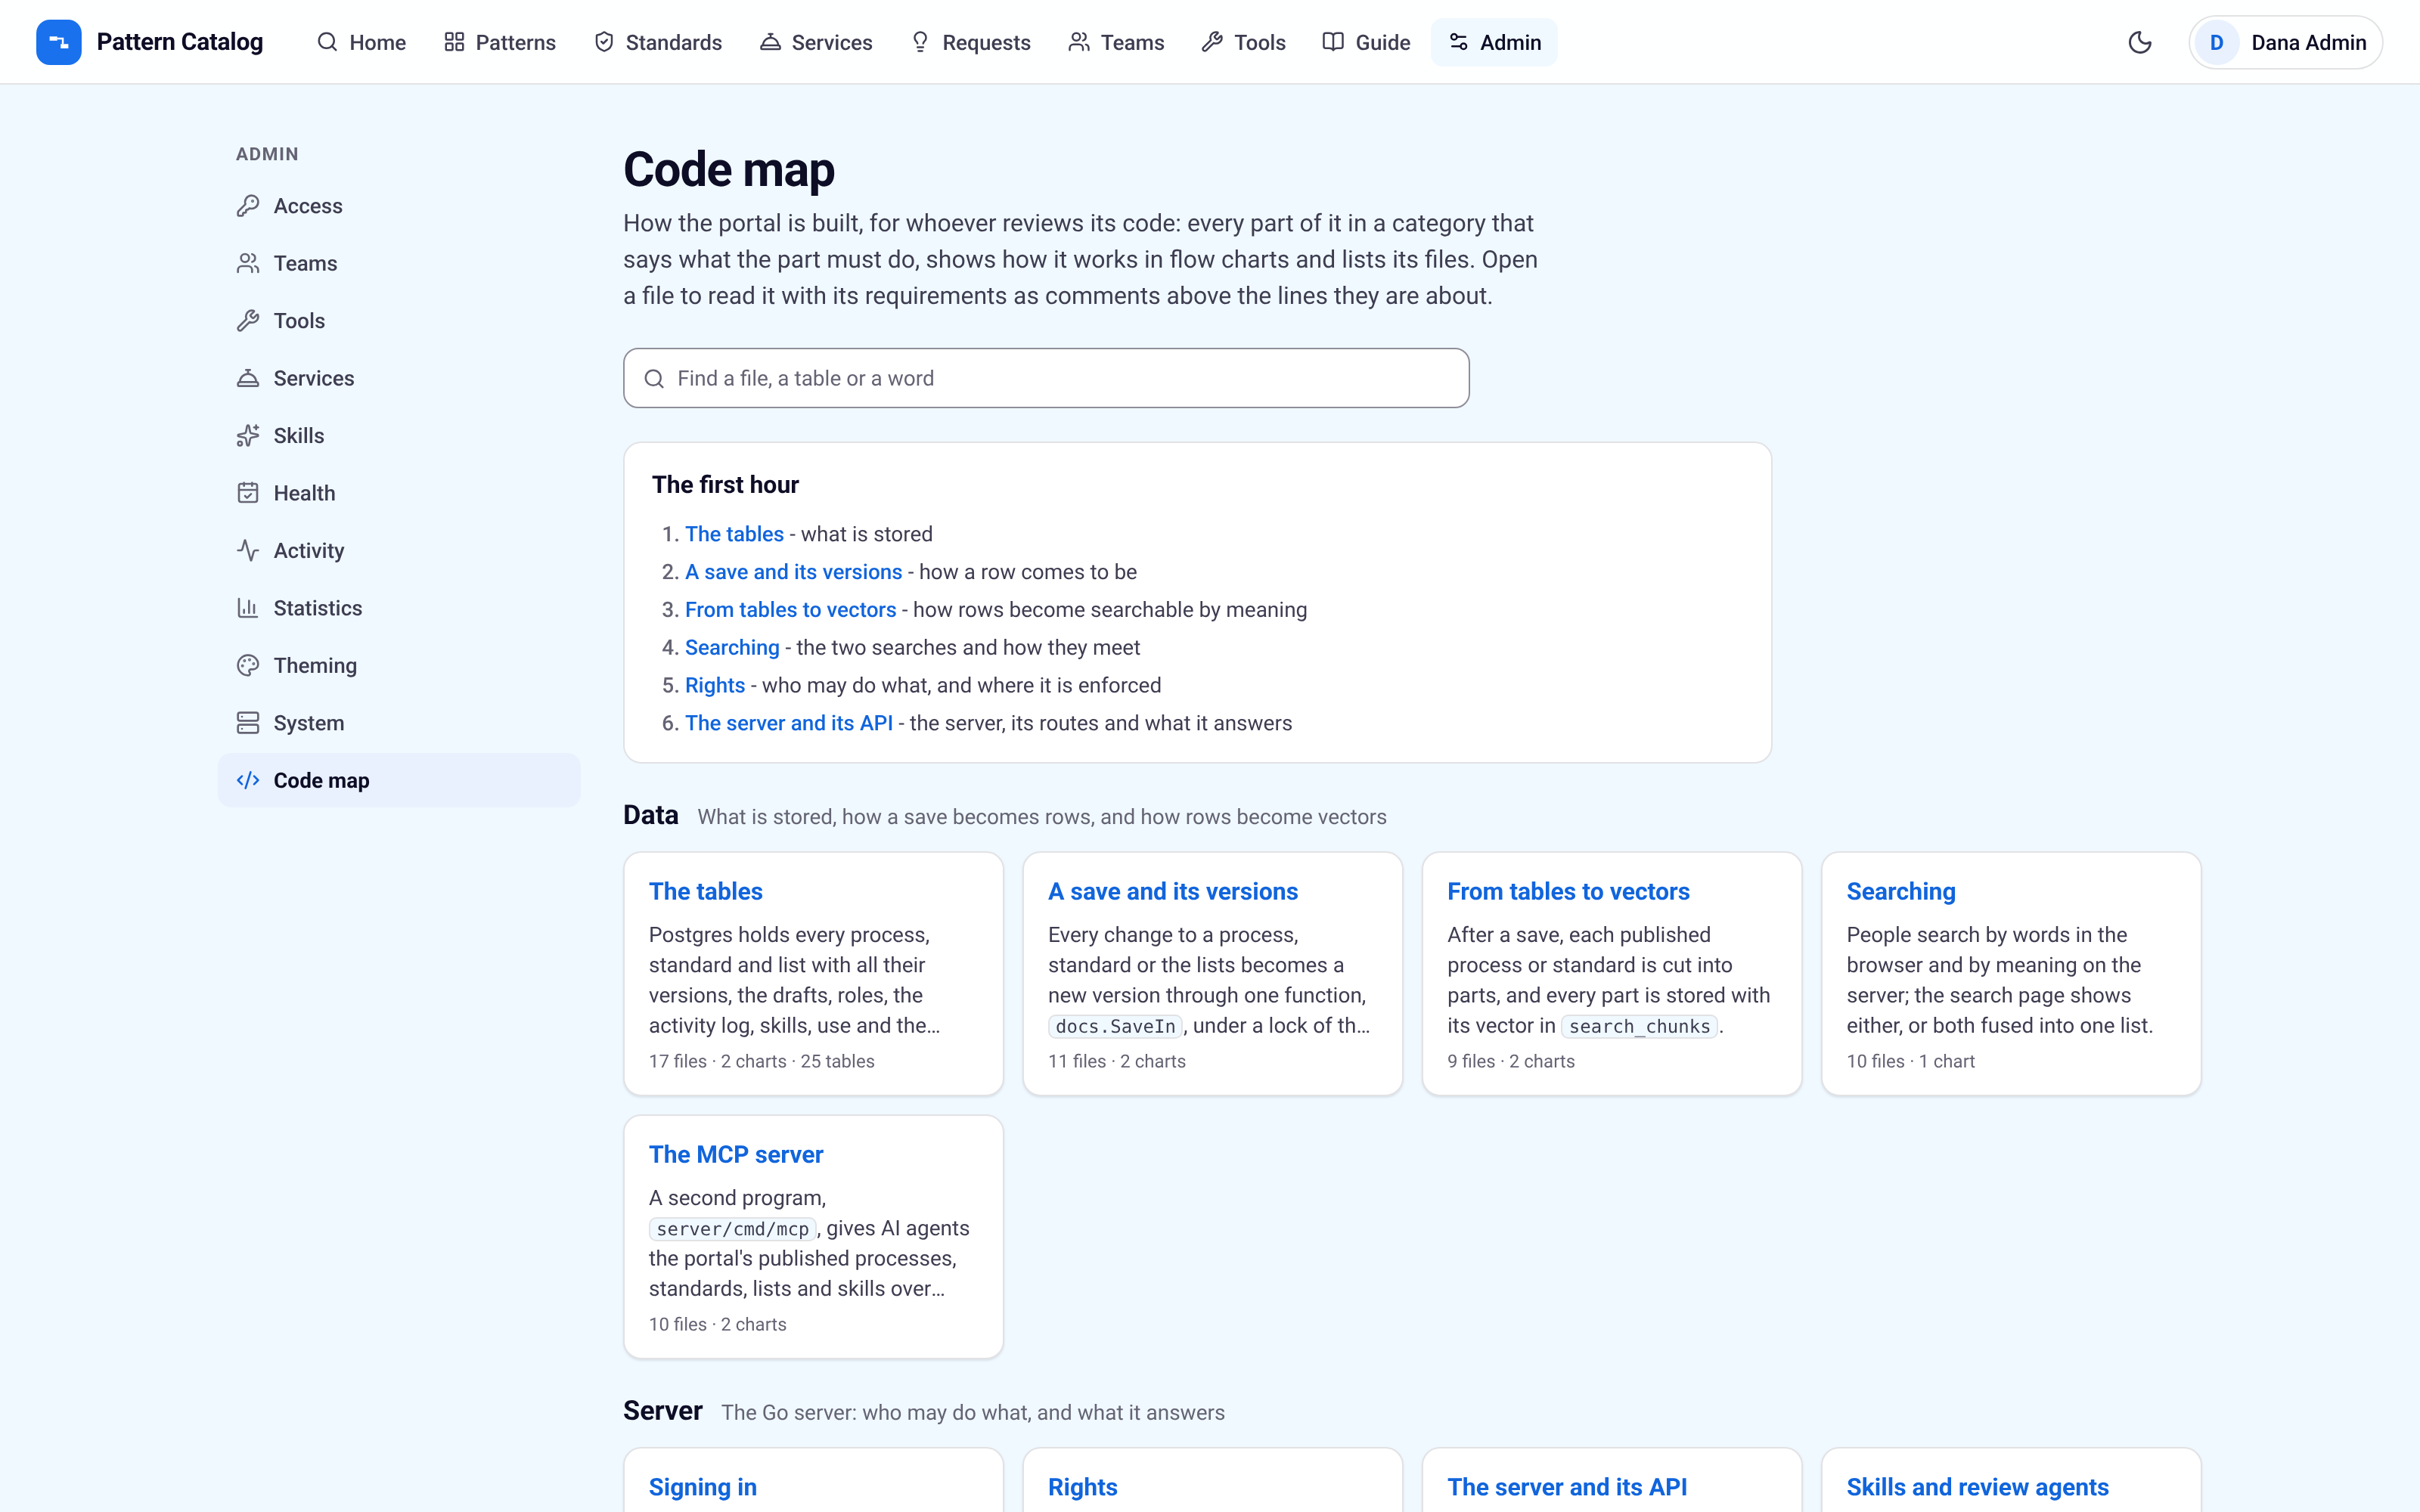 Pattern Catalog
Home
Patterns
Standards
Services
Requests
Teams
Tools
Guide
Admin
D
Dana Admin
ADMIN
Access
Teams
Tools
Services
Skills
Health
Activity
Statistics
Theming
System
Code map
Code map
How the portal is built, for whoever reviews its code: every part of it in a category that
says what the part must do, shows how it works in flow charts and lists its files. Open
a file to read it with its requirements as comments above the lines they are about.
Find a file, a table or a word
The first hour
1. The tables - what is stored
2. A save and its versions - how a row comes to be
3. From tables to vectors - how rows become searchable by meaning
4. Searching - the two searches and how they meet
5. Rights - who may do what, and where it is enforced
6. The server and its API - the server, its routes and what it answers
Data What is stored, how a save becomes rows, and how rows become vectors
The tables
Postgres holds every process,
standard and list with all their
versions, the drafts, roles, the
activity log, skills, use and the…
17 files · 2 charts · 25 tables
A save and its versions
Every change to a process,
standard or the lists becomes a
new version through one function,
docs.SaveIn, under a lock of th…
11 files · 2 charts
From tables to vectors
After a save, each published
process or standard is cut into
parts, and every part is stored with
its vector in search_chunks.
9 files · 2 charts
Searching
People search by words in the
browser and by meaning on the
server; the search page shows
either, or both fused into one list.
10 files · 1 chart
The MCP server
A second program,
server/cmd/mcp, gives AI agents
the portal's published processes,
standards, lists and skills over…
10 files · 2 charts
Server The Go server: who may do what, and what it answers
Signing in
Rights
The server and its API
Skills and review agents